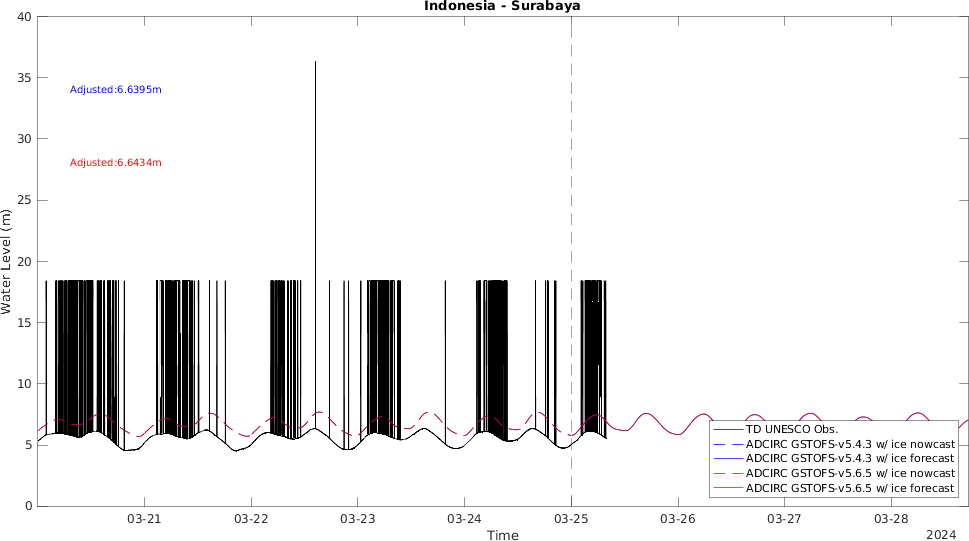 Indonesia - Surabaya
40
35
30
25
20
15
10
5
0
Water Level (m)
Adjusted:6.6395m
Adjusted:6.6434m
TD UNESCO Obs.
ADCIRC GSTOFS-v5.4.3 w/ ice nowcast
ADCIRC GSTOFS-v5.4.3 w/ ice forecast
ADCIRC GSTOFS-v5.6.5 w/ ice nowcast
ADCIRC GSTOFS-v5.6.5 w/ ice forecast
03-21 03-22 03-23 03-24 03-25 03-26 03-27 03-28
Time
2024